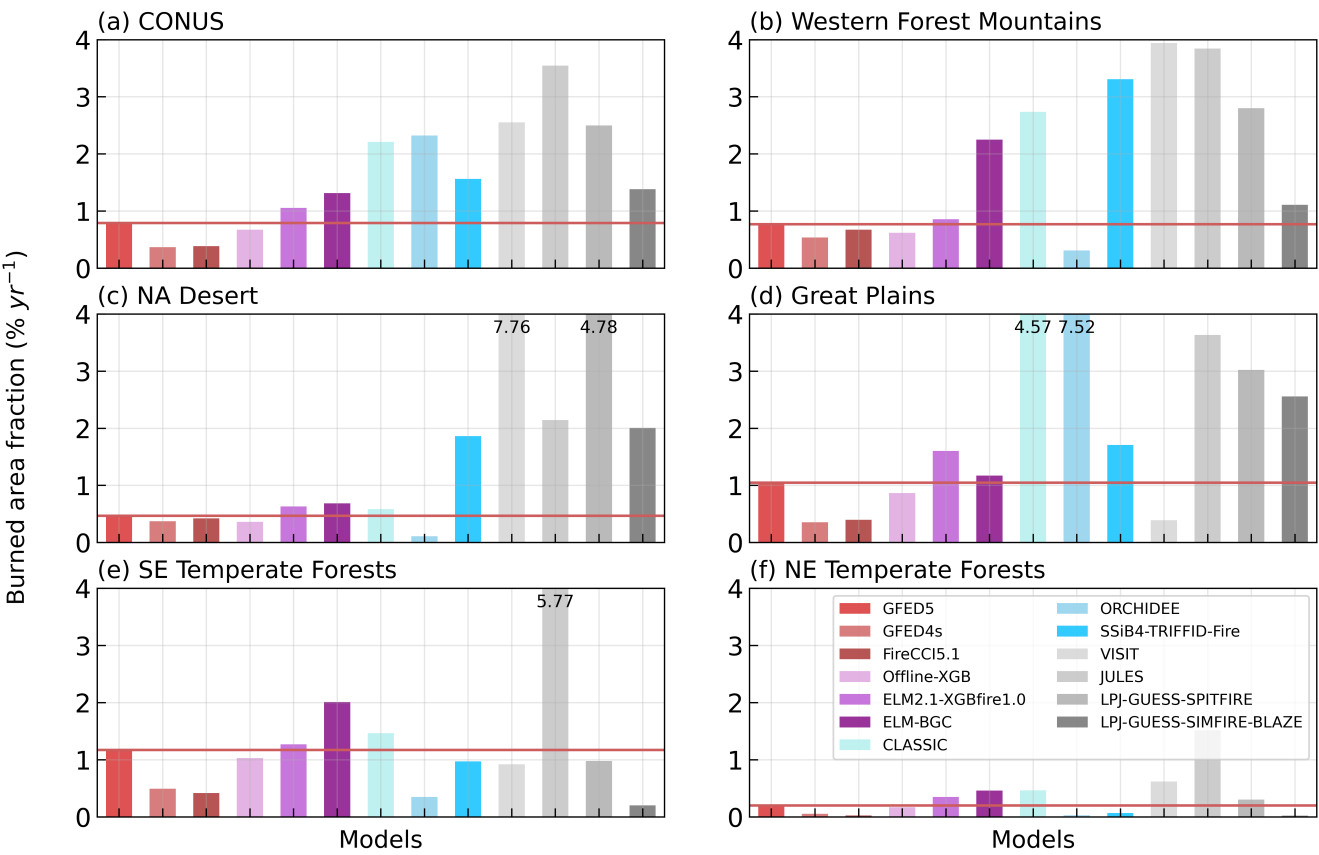 (a) CONUS
(b) Western Forest Mountains
4
3
2
1
0
4
3
2
1
0
(c) NA Desert
(d) Great Plains
4
3
2
1
0
7.76
4.78
4
3
2
1
0
4.57 7.52
(e) SE Temperate Forests
(f) NE Temperate Forests
4
3
2
1
0
5.77
4
3
2
1
0
GFED5
GFED4s
FireCCI5.1
Offline-XGB
ELM2.1-XGBfire1.0
ELM-BGC
CLASSIC
ORCHIDEE
SSiB4-TRIFFID-Fire
VISIT
JULES
LPJ-GUESS-SPITFIRE
LPJ-GUESS-SIMFIRE-BLAZE
Burned area fraction (% yr⁻¹)
Models
Models